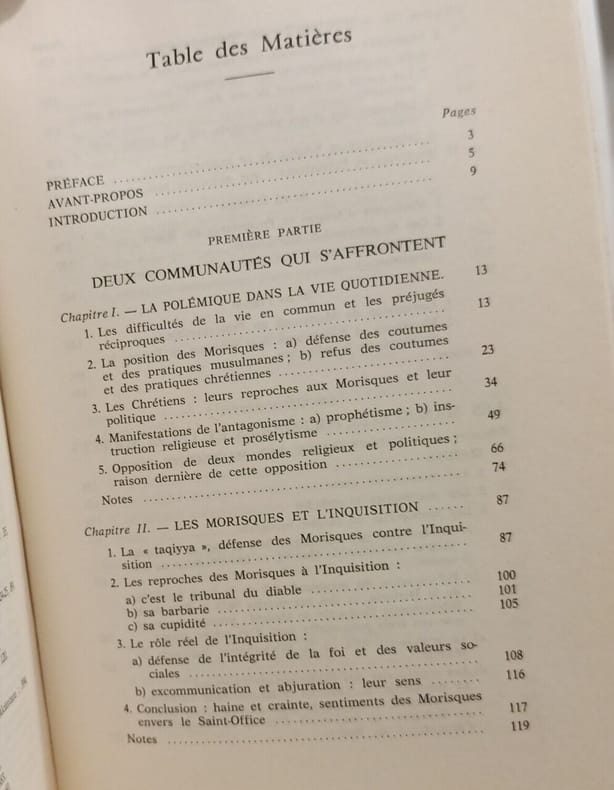 Table des Matières
Pages
PRÉFACE ........ 3
AVANT-PROPOS ........ 5
INTRODUCTION ........ 9
PREMIÈRE PARTIE
DEUX COMMUNAUTÉS QUI S'AFFRONTENT
Chapitre I. — LA POLÉMIQUE DANS LA VIE QUOTIDIENNE. 13
1. Les difficultés de la vie en commun et les préjugés
réciproques ........ 13
2. La position des Morisques : a) défense des coutumes
et des pratiques musulmanes ; b) refus des coutumes
et des pratiques chrétiennes ........ 23
3. Les Chrétiens : leurs reproches aux Morisques et leur
politique ........ 34
4. Manifestations de l'antagonisme : a) prophétisme ; b) ins-
truction religieuse et prosélytisme ........ 49
5. Opposition de deux mondes religieux et politiques ;
raison dernière de cette opposition ........ 66
Notes ........ 74
Chapitre II. — LES MORISQUES ET L'INQUISITION ...... 87
1. La « taqiyya », défense des Morisques contre l'Inqui-
sition ........ 87
2. Les reproches des Morisques à l'Inquisition :
a) c'est le tribunal du diable ........ 100
b) sa barbarie ........ 101
c) sa cupidité ........ 105
3. Le rôle réel de l'Inquisition :
a) défense de l'intégrité de la foi et des valeurs so-
ciales ........ 108
b) excommunication et abjuration : leur sens ........ 116
4. Conclusion : haine et crainte, sentiments des Morisques
envers le Saint-Office ........ 117
Notes ........ 119